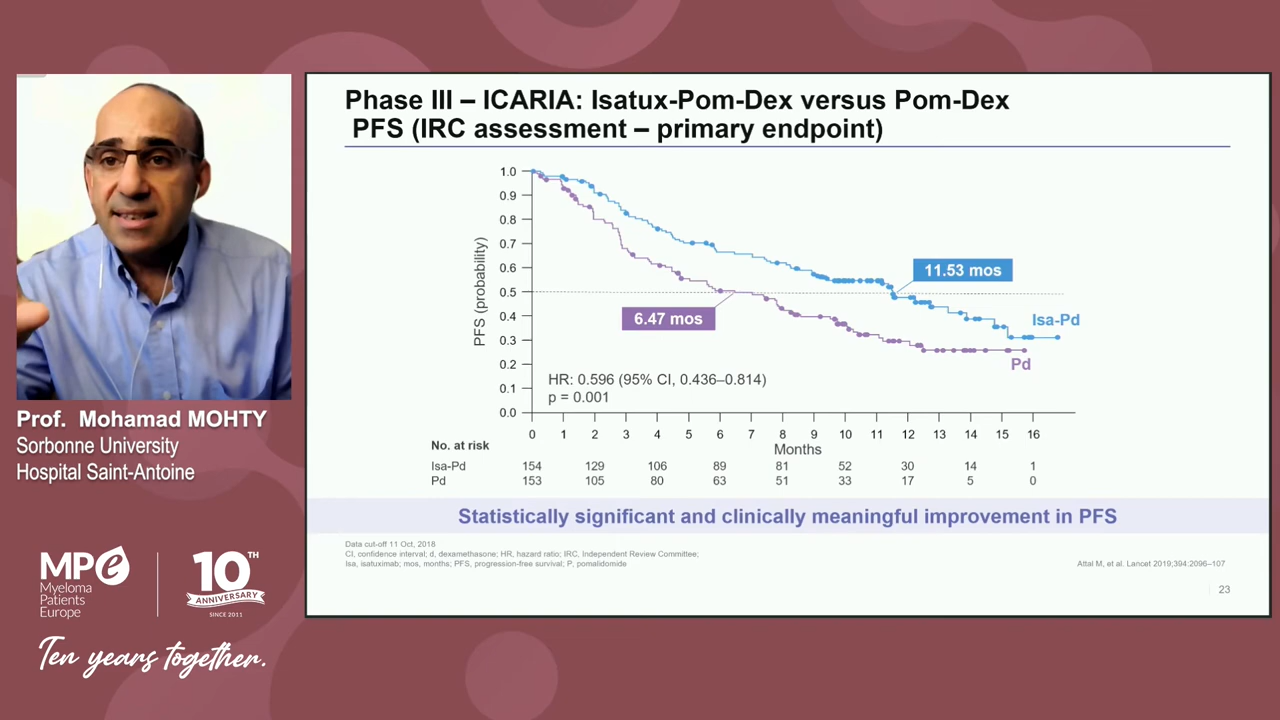 Phase III – ICARIA: Isatux-Pom-Dex versus Pom-Dex
PFS (IRC assessment – primary endpoint)
PFS (probability)
1.0
0.9
0.8
0.7
0.6
0.5
0.4
0.3
0.2
0.1
0.0
11.53 mos
6.47 mos
Isa-Pd
Pd
HR: 0.596 (95% CI, 0.436–0.814)
p = 0.001
0 1 2 3 4 5 6 7 8 9 10 11 12 13 14 15 16
Months
No. at risk
Isa-Pd 154 129 106 89 81 52 30 14 1
Pd 153 105 80 63 51 33 17 5 0
Statistically significant and clinically meaningful improvement in PFS
Data cut-off 11 Oct, 2018
CI, confidence interval; d, dexamethasone; HR, hazard ratio; IRC, Independent Review Committee;
Isa, isatuximab; mos, months; PFS, progression-free survival; P, pomalidomide
Attal M, et al. Lancet 2019;394:2096–107
23
Prof. Mohamad MOHTY
Sorbonne University
Hospital Saint-Antoine
MPe
Myeloma
Patients
Europe
10TH
ANNIVERSARY
SINCE 2011
Ten years together.